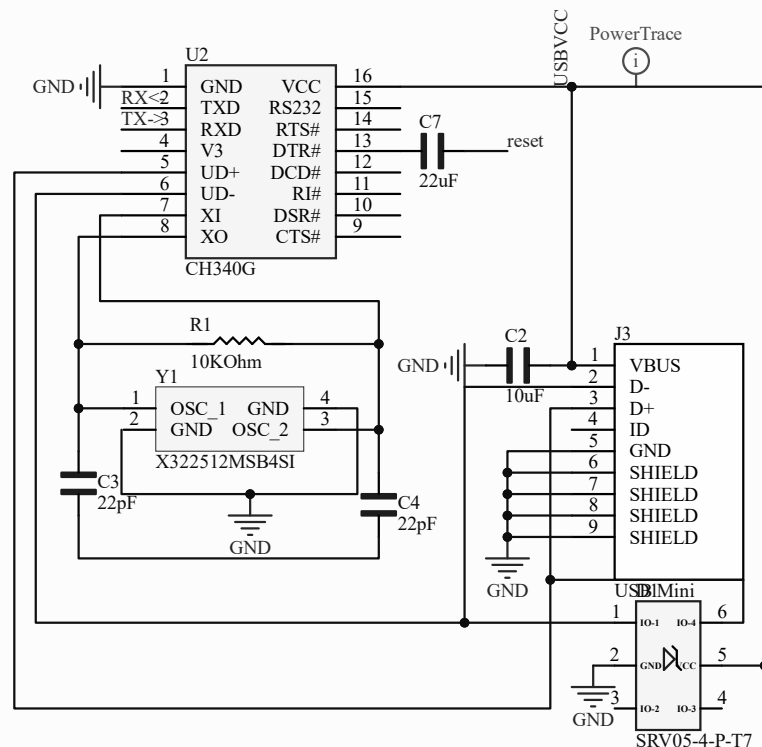 U2
CH340G
1 GND VCC 16
RX< 2 TXD RS232 15
TX-> 3 RXD RTS# 14
4 V3 DTR# 13
5 UD+ DCD# 12
6 UD- RI# 11
7 XI DSR# 10
8 XO CTS# 9
GND
C7
22uF
reset
USBVCC
PowerTrace
i
R1
10KOhm
Y1
1 OSC_1 GND 4
2 GND OSC_2 3
X322512MSB4SI
C3
22pF
C4
22pF
GND
GND
C2
10uF
J3
1 VBUS
2 D-
3 D+
4 ID
5 GND
6 SHIELD
7 SHIELD
8 SHIELD
9 SHIELD
GND
USB Mini
1 IO-1 IO-4 6
2 GND VCC 5
3 IO-2 IO-3 4
GND
SRV05-4-P-T7